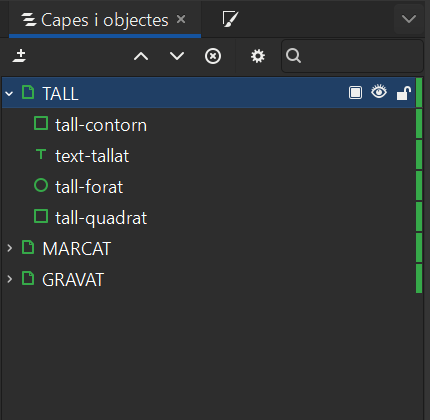 Capes i objectes
TALL
tall-contorn
text-tallat
tall-forat
tall-quadrat
MARCAT
GRAVAT